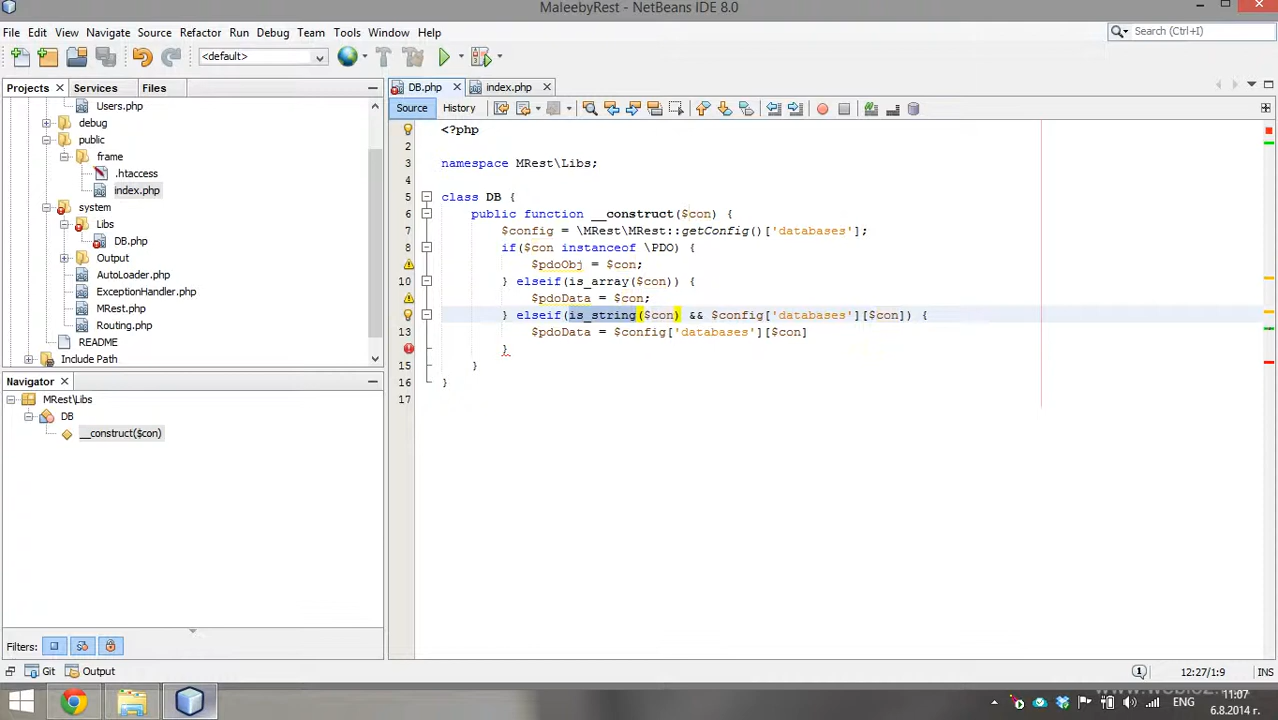 MaleebyRest - NetBeans IDE 8.0
File Edit View Navigate Source Refactor Run Debug Team Tools Window Help
Search (Ctrl+I)
<default>
Projects Services Files
DB.php index.php
Source History
Users.php
debug
public
frame
.htaccess
index.php
system
Libs
DB.php
Output
AutoLoader.php
ExceptionHandler.php
MRest.php
Routing.php
README
Include Path
<?php
2
3 namespace MRest\Libs;
4
5 class DB {
6 public function __construct($con) {
7 $config = \MRest\MRest::getConfig()['databases'];
8 if($con instanceof \PDO) {
$pdoObj = $con;
10 } elseif(is_array($con)) {
$pdoData = $con;
} elseif(is_string($con) && $config['databases'][$con]) {
13 $pdoData = $config['databases'][$con]
}
15 }
16 }
17
Navigator
MRest\Libs
DB
__construct($con)
Filters:
Git Output
1
12:27/1:9 INS
ENG
11:07
6.8.2014 г.